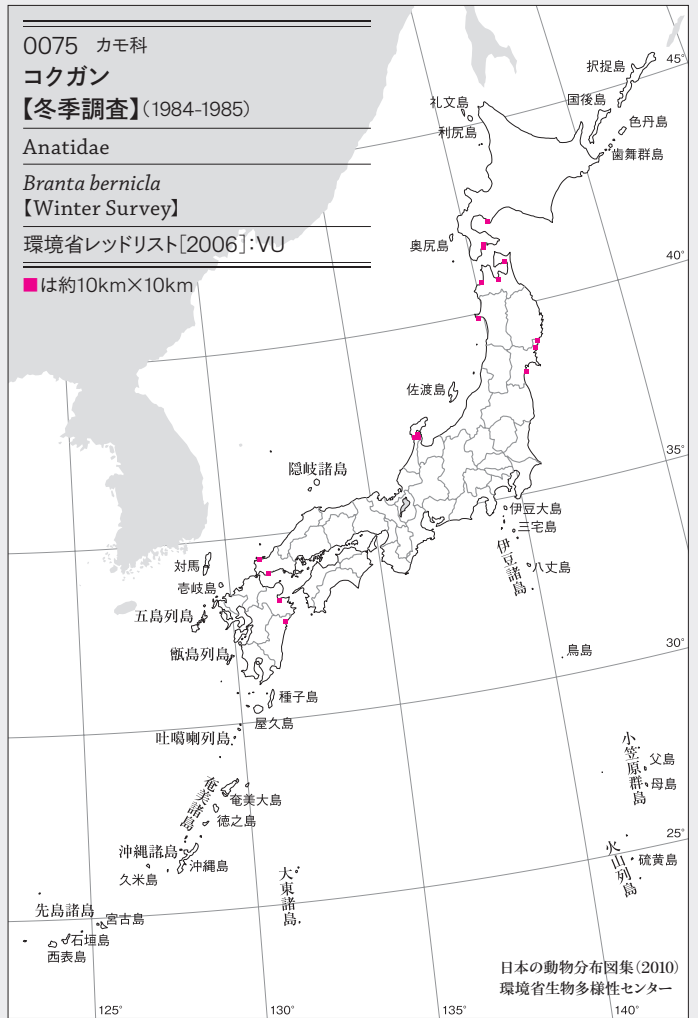 0075 カモ科
コクガン
【冬季調査】(1984-1985)
Anatidae
Branta bernicla
【Winter Survey】
環境省レッドリスト[2006]:VU
■は約10km×10km
択捉島
国後島
色丹島
歯舞群島
礼文島
利尻島
奥尻島
佐渡島
隠岐諸島
対馬
壱岐島
五島列島
甑島列島
種子島
屋久島
吐噶喇列島
奄美諸島
奄美大島
徳之島
沖縄諸島
沖縄島
久米島
先島諸島
宮古島
石垣島
西表島
大東諸島
伊豆大島
三宅島
八丈島
伊豆諸島
鳥島
小笠原群島
父島
母島
火山列島
硫黄島
45°
40°
35°
30°
25°
125°
130°
135°
140°
日本の動物分布図集(2010)
環境省生物多様性センター